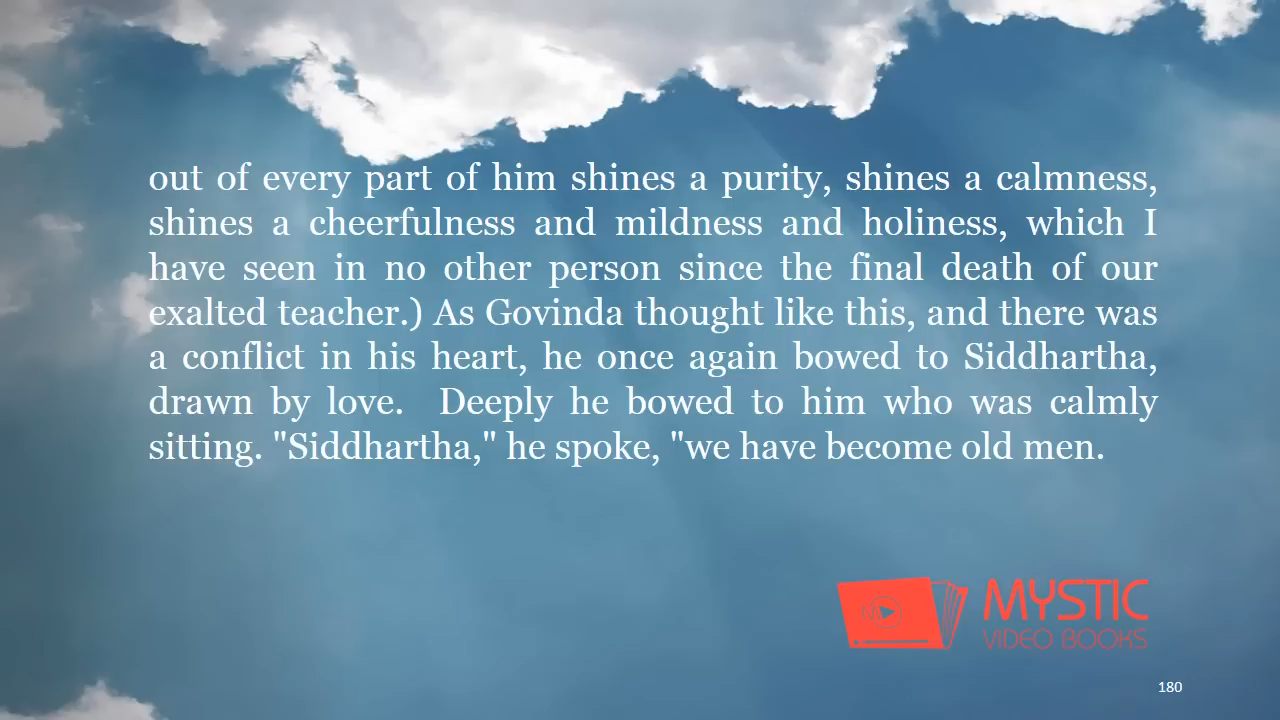 out of every part of him shines a purity, shines a calmness,
shines a cheerfulness and mildness and holiness, which I
have seen in no other person since the final death of our
exalted teacher.) As Govinda thought like this, and there was
a conflict in his heart, he once again bowed to Siddhartha,
drawn by love.  Deeply he bowed to him who was calmly
sitting. "Siddhartha," he spoke, "we have become old men.
MYSTIC
VIDEO BOOKS
180